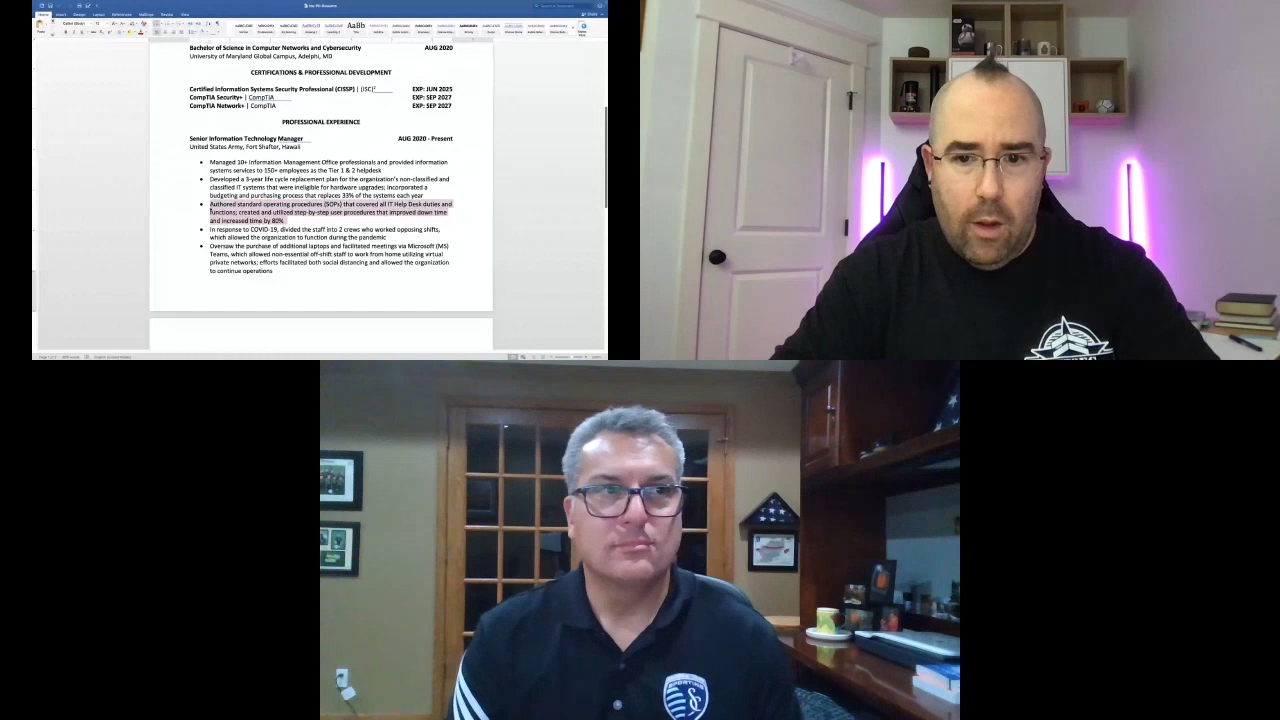 No PII Resume
Bachelor of Science in Computer Networks and Cybersecurity AUG 2020
University of Maryland Global Campus, Adelphi, MD
CERTIFICATIONS & PROFESSIONAL DEVELOPMENT
Certified Information Systems Security Professional (CISSP) | (ISC)² EXP: JUN 2025
CompTIA Security+ | CompTIA EXP: SEP 2027
CompTIA Network+ | CompTIA EXP: SEP 2027
PROFESSIONAL EXPERIENCE
Senior Information Technology Manager AUG 2020 - Present
United States Army, Fort Shafter, Hawaii
• Managed 10+ Information Management Office professionals and provided information
systems services to 150+ employees as the Tier 1 & 2 helpdesk
• Developed a 3-year life cycle replacement plan for the organization's non-classified and
classified IT systems that were ineligible for hardware upgrades; incorporated a
budgeting and purchasing process that replaces 33% of the systems each year
• Authored standard operating procedures (SOPs) that covered all IT Help Desk duties and
functions; created and utilized step-by-step user procedures that improved down time
and increased time by 80%
• In response to COVID-19, divided the staff into 2 crews who worked opposing shifts,
which allowed the organization to function during the pandemic
• Oversaw the purchase of additional laptops and facilitated meetings via Microsoft (MS)
Teams, which allowed non-essential off-shift staff to work from home utilizing virtual
private networks; efforts facilitated both social distancing and allowed the organization
to continue operations
SPORTING